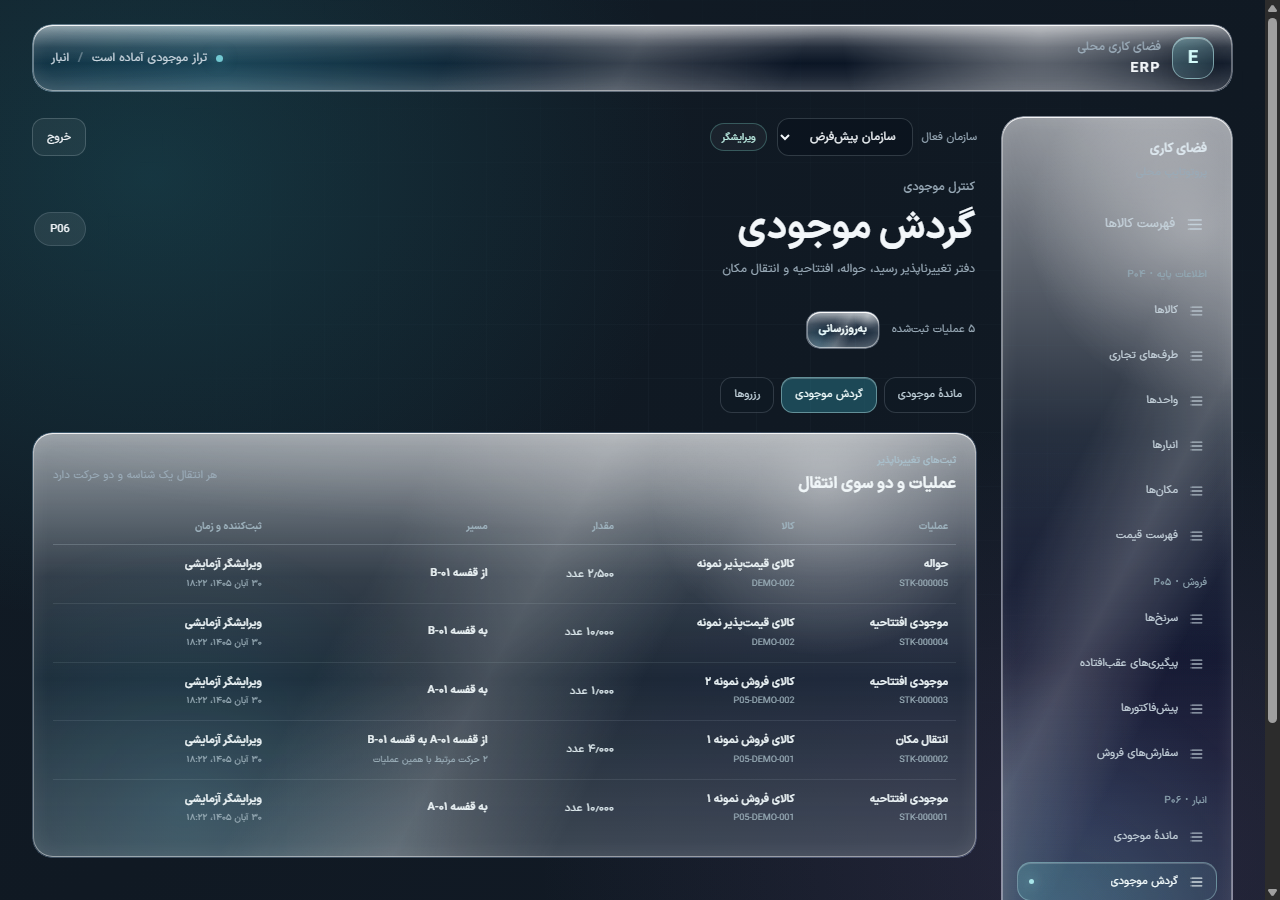 E
فضای کاری محلی
ERP
تراز موجودی آماده است / انبار
فضای کاری
فهرست کالاها
اطلاعات پایه · P۰۴
کالاها
طرف‌های تجاری
واحدها
انبارها
مکان‌ها
فهرست قیمت
فروش · P۰۵
سرنخ‌ها
پیگیری‌های عقب‌افتاده
پیش‌فاکتورها
سفارش‌های فروش
انبار · P۰۶
ماندهٔ موجودی
گردش موجودی
سازمان فعال سازمان پیش‌فرض ویرایشگر خروج
کنترل موجودی
گردش موجودی P06
دفتر تغییرناپذیر رسید، حواله، افتتاحیه و انتقال مکان
۵ عملیات ثبت‌شده به‌روزرسانی
ماندهٔ موجودی گردش موجودی رزروها
ثبت‌های تغییرناپذیر
عملیات و دو سوی انتقال
هر انتقال یک شناسه و دو حرکت دارد
عملیات کالا مقدار مسیر ثبت‌کننده و زمان
حواله کالای قیمت‌پذیر نمونه ۲٫۵۰۰ عدد از قفسه B-۰۱ ویرایشگر آزمایشی
STK-000005 DEMO-002 ۳۰ آبان ۱۴۰۵، ۱۸:۲۲
موجودی افتتاحیه کالای قیمت‌پذیر نمونه ۱۰٫۰۰۰ عدد به قفسه B-۰۱ ویرایشگر آزمایشی
STK-000004 DEMO-002 ۳۰ آبان ۱۴۰۵، ۱۸:۲۲
موجودی افتتاحیه کالای فروش نمونه ۲ ۱٫۰۰۰ عدد به قفسه A-۰۱ ویرایشگر آزمایشی
STK-000003 P05-DEMO-002 ۳۰ آبان ۱۴۰۵، ۱۸:۲۲
انتقال مکان کالای فروش نمونه ۱ ۴٫۰۰۰ عدد از قفسه A-۰۱ به قفسه B-۰۱ ویرایشگر آزمایشی
STK-000002 P05-DEMO-001 ۲ حرکت مرتبط با همین عملیات ۳۰ آبان ۱۴۰۵، ۱۸:۲۲
موجودی افتتاحیه کالای فروش نمونه ۱ ۱۰٫۰۰۰ عدد به قفسه A-۰۱ ویرایشگر آزمایشی
STK-000001 P05-DEMO-001 ۳۰ آبان ۱۴۰۵، ۱۸:۲۲